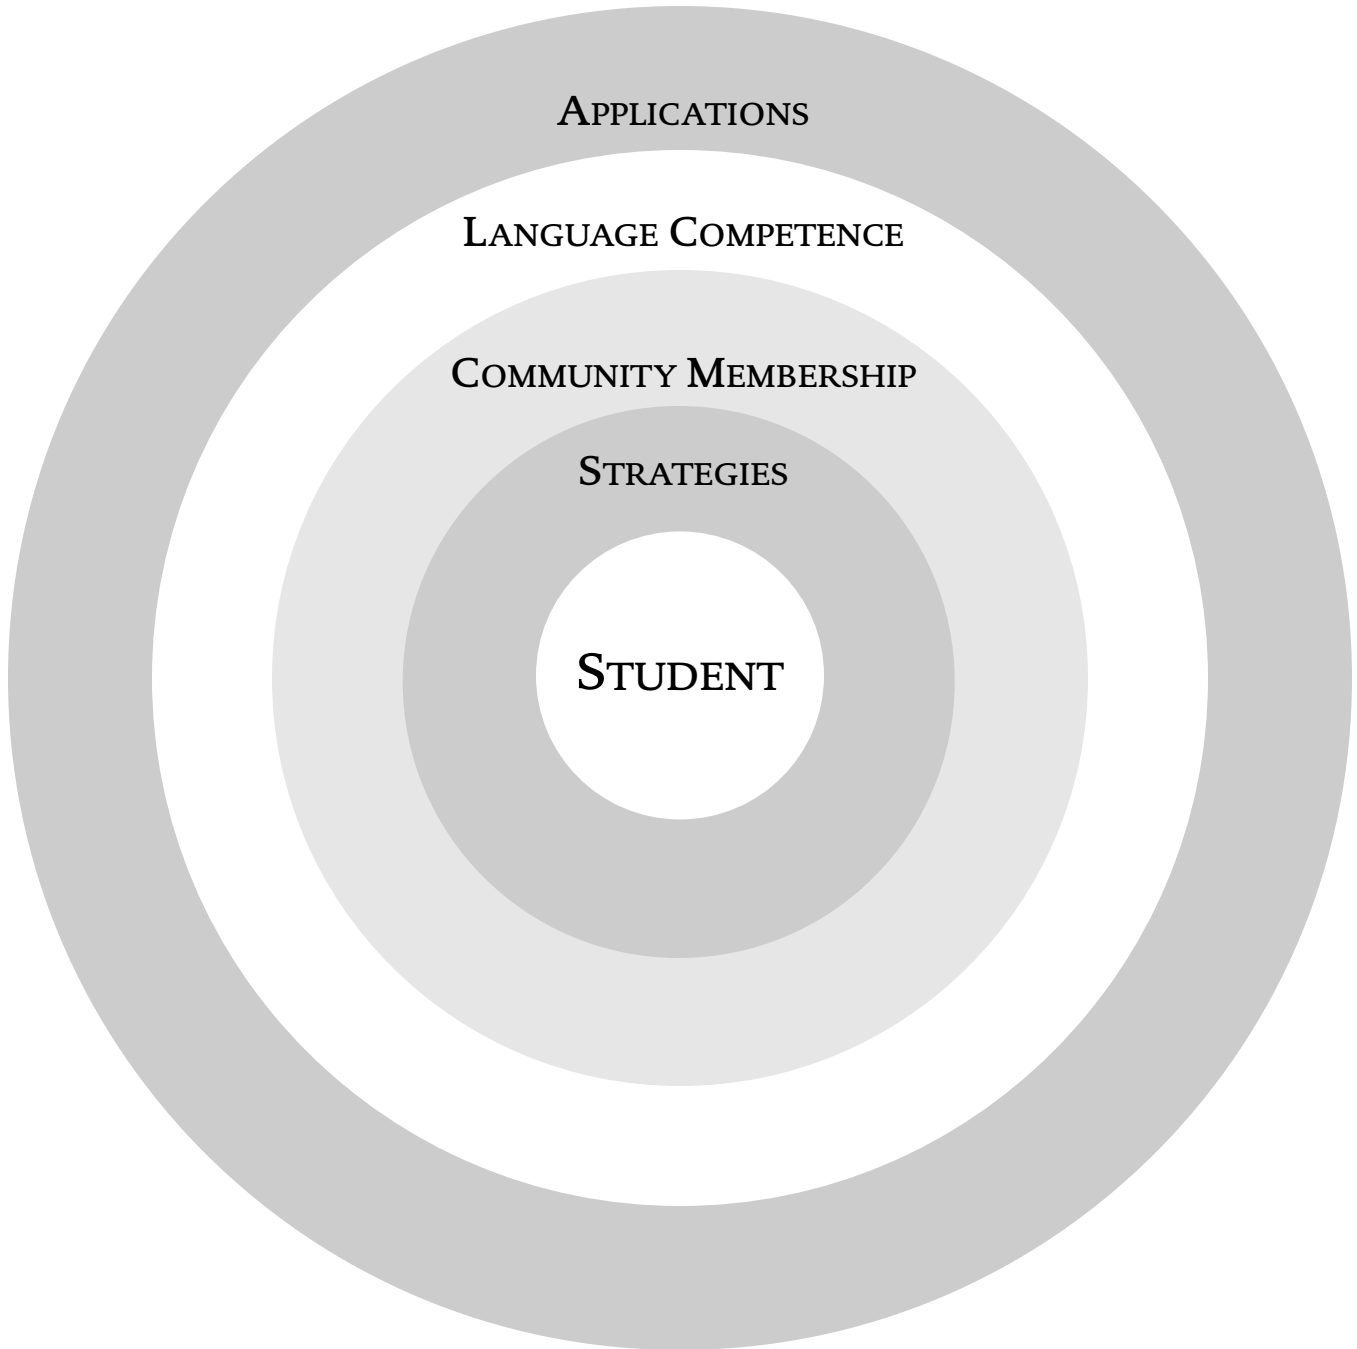 Applications
Language Competence
Community Membership
Strategies
Student